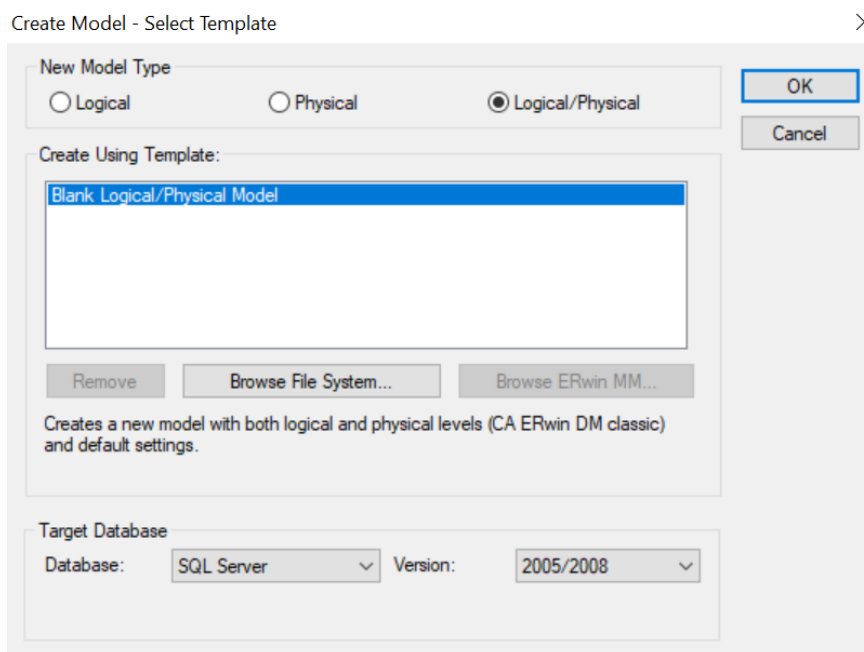 Create Model - Select Template
New Model Type
Logical
Physical
Logical/Physical
OK
Cancel
Create Using Template:
Blank Logical/Physical Model
Remove
Browse File System...
Browse ERwin MM...
Creates a new model with both logical and physical levels (CA ERwin DM classic)
and default settings.
Target Database
Database:
SQL Server
Version:
2005/2008